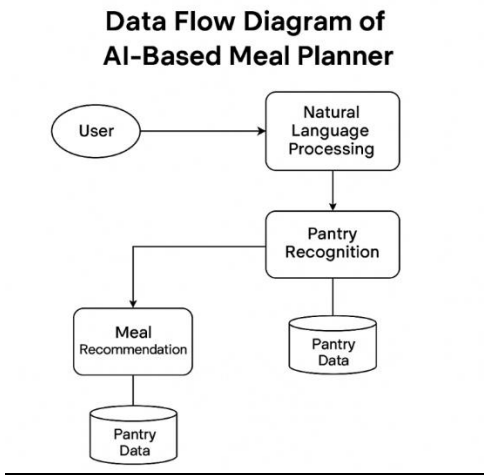 Data Flow Diagram of
AI-Based Meal Planner
User
Natural
Language
Processing
Pantry
Recognition
Meal
Recommendation
Pantry
Data
Pantry
Data